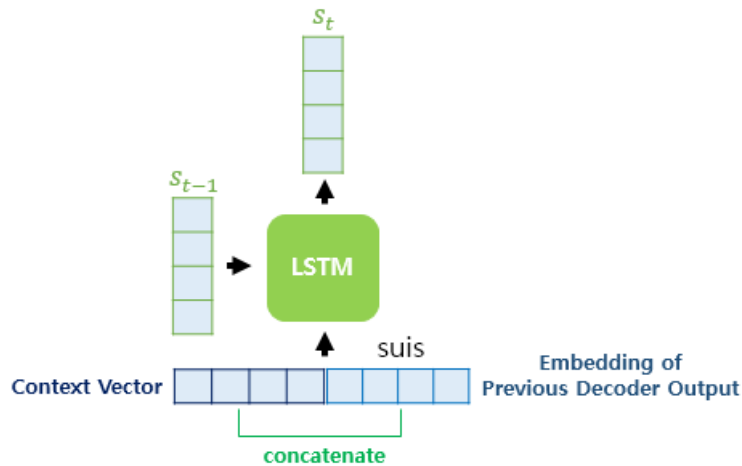 s_t
s_{t−1}
LSTM
suis
Context Vector
Embedding of
Previous Decoder Output
concatenate